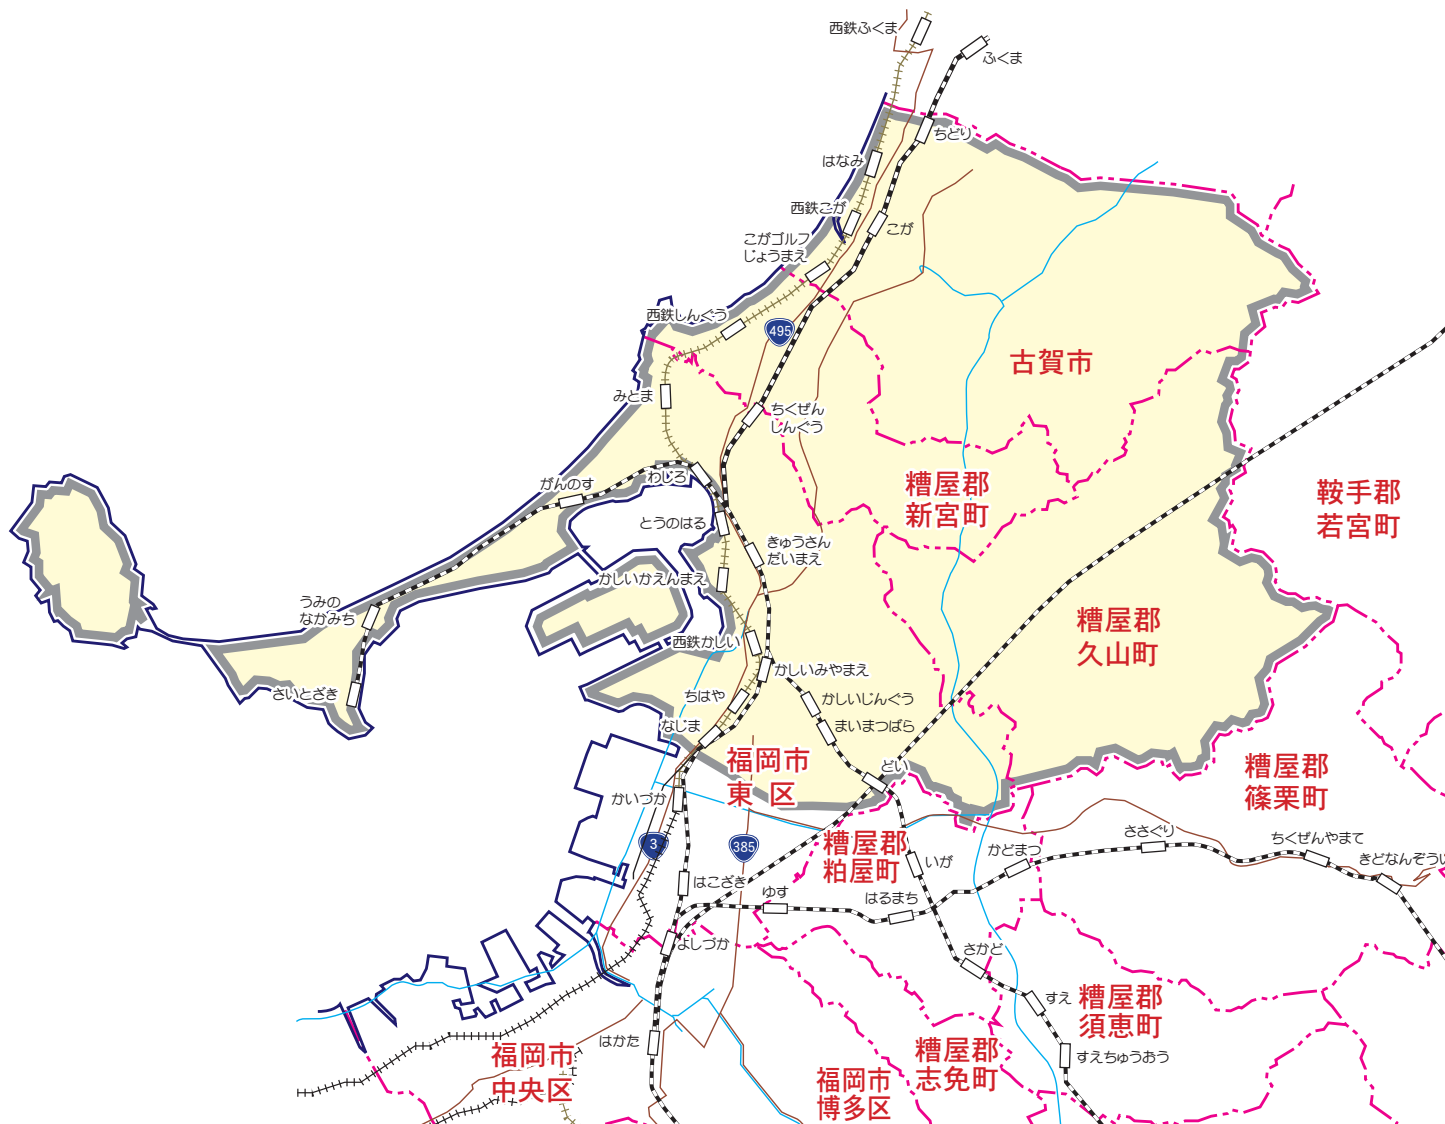 西鉄ふくま
ふくま
ちどり
はなみ
西鉄こが
こが
こがゴルフ
じょうまえ
西鉄しんぐう
495
古賀市
みとま
ちくぜん
しんぐう
わじろ
がんのす
糟屋郡
新宮町
鞍手郡
若宮町
とうのはる
きゅうさん
だいまえ
かしいかえんまえ
うみの
なかみち
糟屋郡
久山町
西鉄かしい
かしいみやまえ
さいとざき
ちはや
かしいじんぐう
なじま
まいまつばら
福岡市
東区
どい
糟屋郡
篠栗町
かいづか
3
385
糟屋郡
粕屋町
いが
かどまつ
ささぐり
ちくぜんやまて
きどなんぞうい
はこざき
ゆす
はるまち
よしづか
さかど
すえ
糟屋郡
須恵町
はかた
福岡市
中央区
糟屋郡
志免町
すえちゅうおう
福岡市
博多区